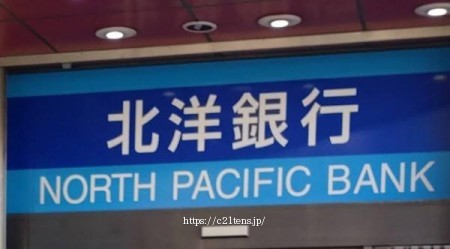 北洋銀行
NORTH PACIFIC BANK
https://c21tens.jp/